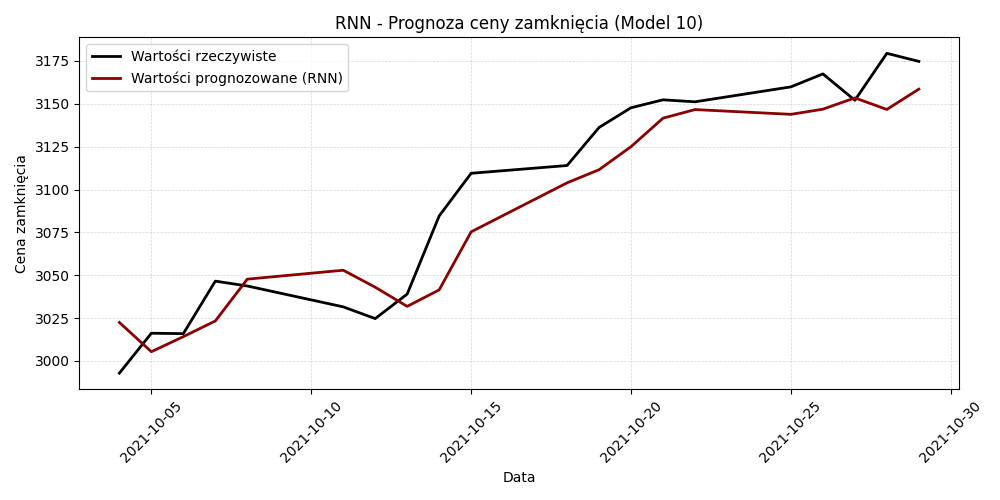 RNN - Prognoza ceny zamknięcia (Model 10)
Wartości rzeczywiste
Wartości prognozowane (RNN)
Cena zamknięcia
3175
3150
3125
3100
3075
3050
3025
3000
2021-10-05
2021-10-10
2021-10-15
2021-10-20
2021-10-25
2021-10-30
Data